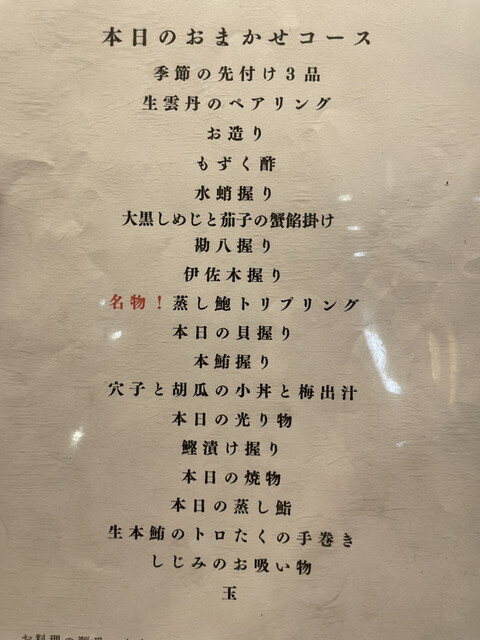 本日のおまかせコース
季節の先付け3品
生雲丹のペアリング
お造り
もずく酢
水蛸握り
大黒しめじと茄子の蟹餡掛け
勘八握り
伊佐木握り
名物！蒸し鮑トリプリング
本日の貝握り
本鮪握り
穴子と胡瓜の小丼と梅出汁
本日の光り物
鰹漬け握り
本日の焼物
本日の蒸し鮨
生本鮪のトロたくの手巻き
しじみのお吸い物
玉